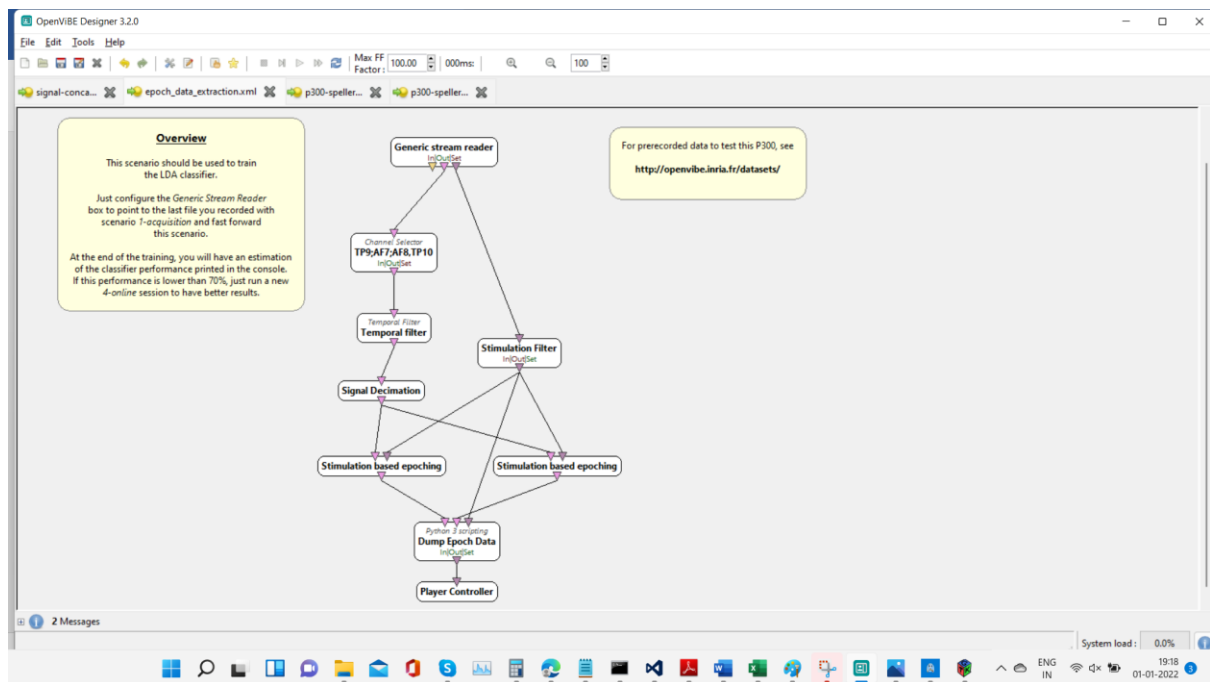 OpenViBE Designer 3.2.0
File Edit Tools Help
Max FF Factor: 100.00 000ms: 100
signal-conca... epoch_data_extraction.xml p300-speller... p300-speller...
Overview
This scenario should be used to train
the LDA classifier.
Just configure the Generic Stream Reader
box to point to the last file you recorded with
scenario 1-acquisition and fast forward
this scenario.
At the end of the training, you will have an estimation
of the classifier performance printed in the console.
If this performance is lower than 70%, just run a new
4-online session to have better results.
Generic stream reader
In|Out|Set
For prerecorded data to test this P300, see
http://openvibe.inria.fr/datasets/
Channel Selector
TP9;AF7;AF8,TP10
In|Out|Set
Temporal Filter
Temporal filter
Stimulation Filter
In|Out|Set
Signal Decimation
Stimulation based epoching
Stimulation based epoching
Python 3 scripting
Dump Epoch Data
In|Out|Set
Player Controller
2 Messages
System load : 0.0%
ENG
IN
19:18
01-01-2022
3